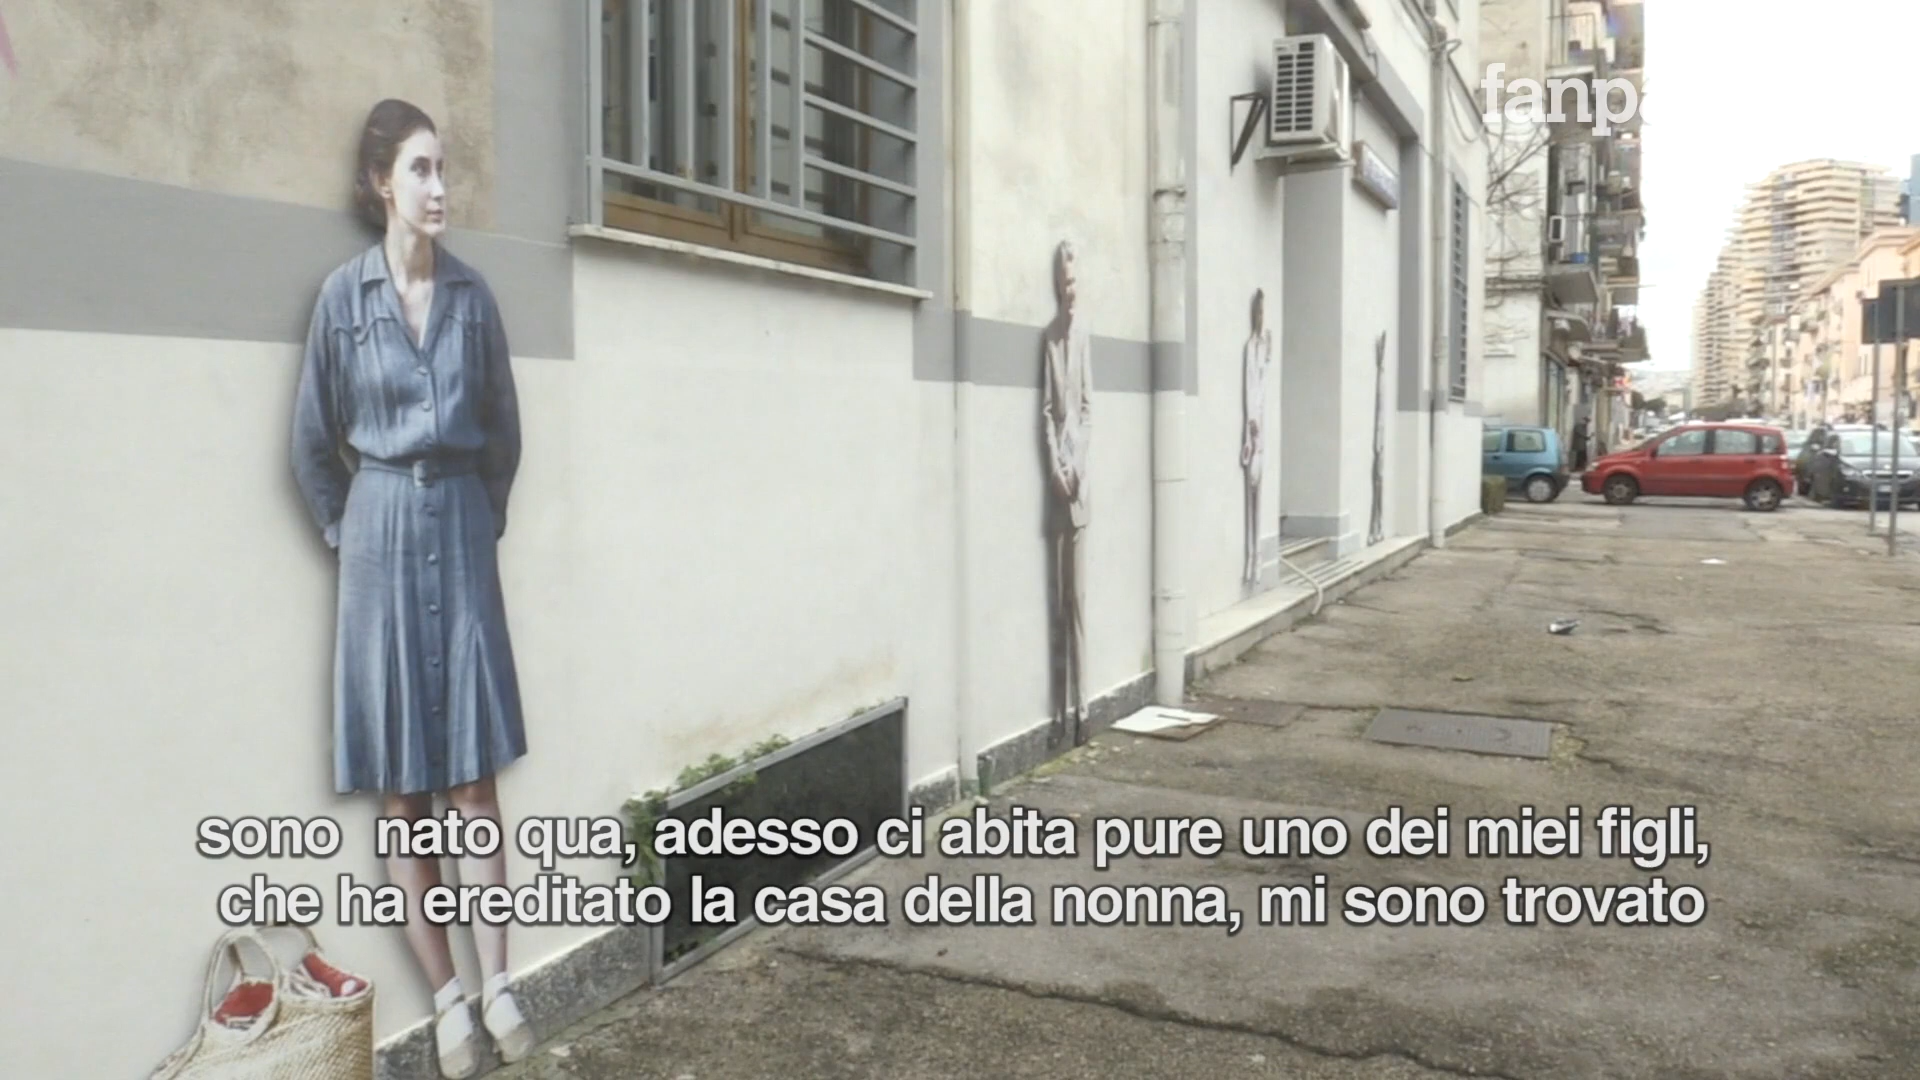 fanpa
sono nato qua, adesso ci abita pure uno dei miei figli,
che ha ereditato la casa della nonna, mi sono trovato